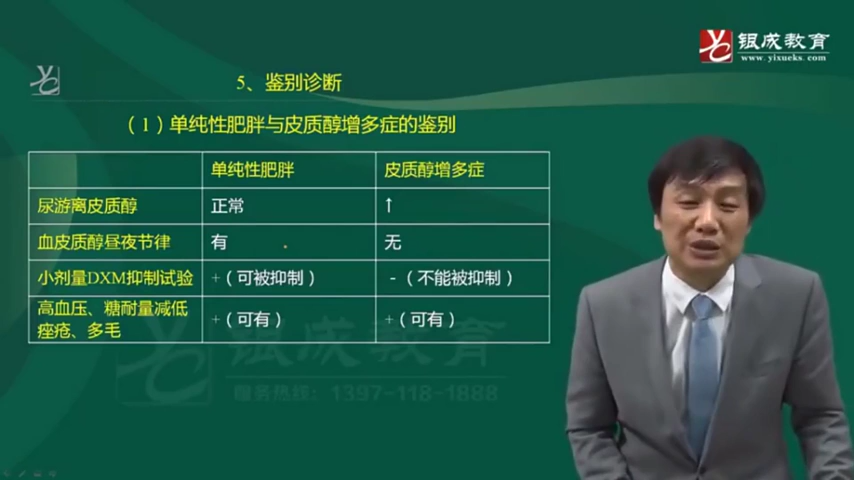 银成教育
www.yixueks.com
5、鉴别诊断
（1）单纯性肥胖与皮质醇增多症的鉴别
单纯性肥胖 皮质醇增多症
尿游离皮质醇 正常 ↑
血皮质醇昼夜节律 有 无
小剂量DXM抑制试验 +（可被抑制） -（不能被抑制）
高血压、糖耐量减低
痤疮、多毛 +（可有） +（可有）
银成教育
服务热线：1397-118-1888